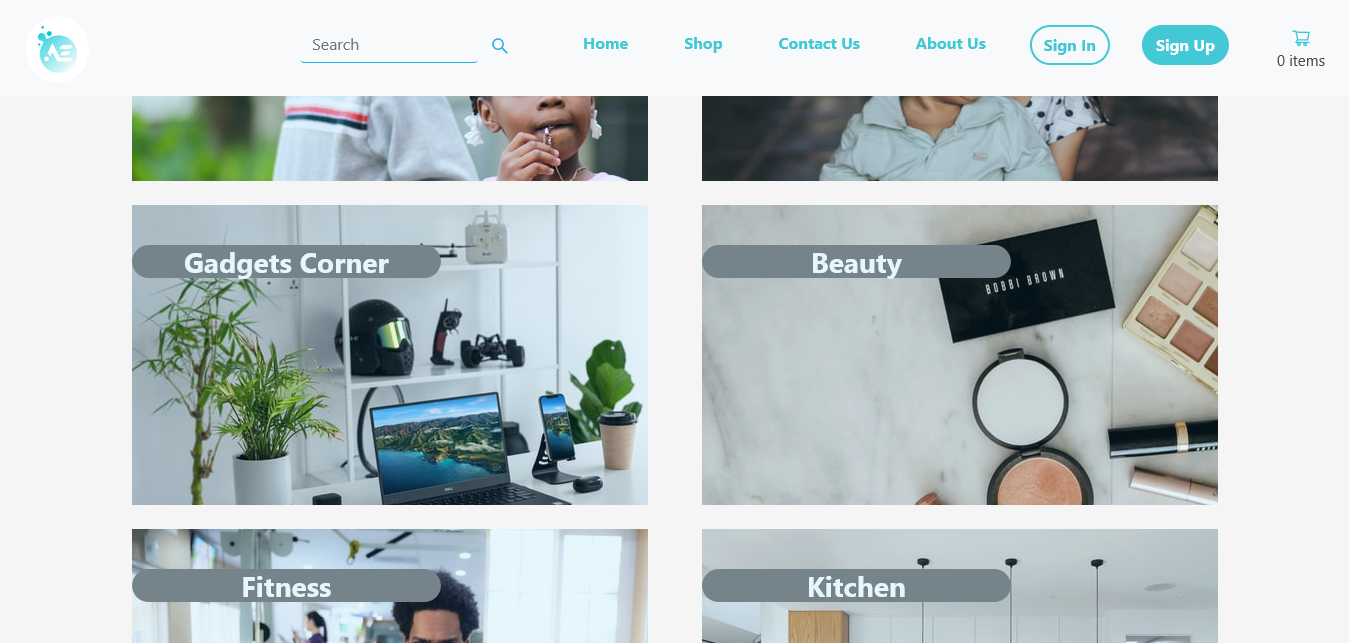 AE
Search
Home
Shop
Contact Us
About Us
Sign In
Sign Up
0 items
Gadgets Corner
Beauty
BOBBI BROWN
Fitness
Kitchen